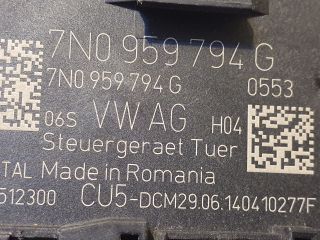 7N0 959 794 G
7N0 959 794 G 0553
06S VW AG H04
Steuergeraet Tuer
TAL Made in Romania
512300 CU5-DCM29.06.140410277F